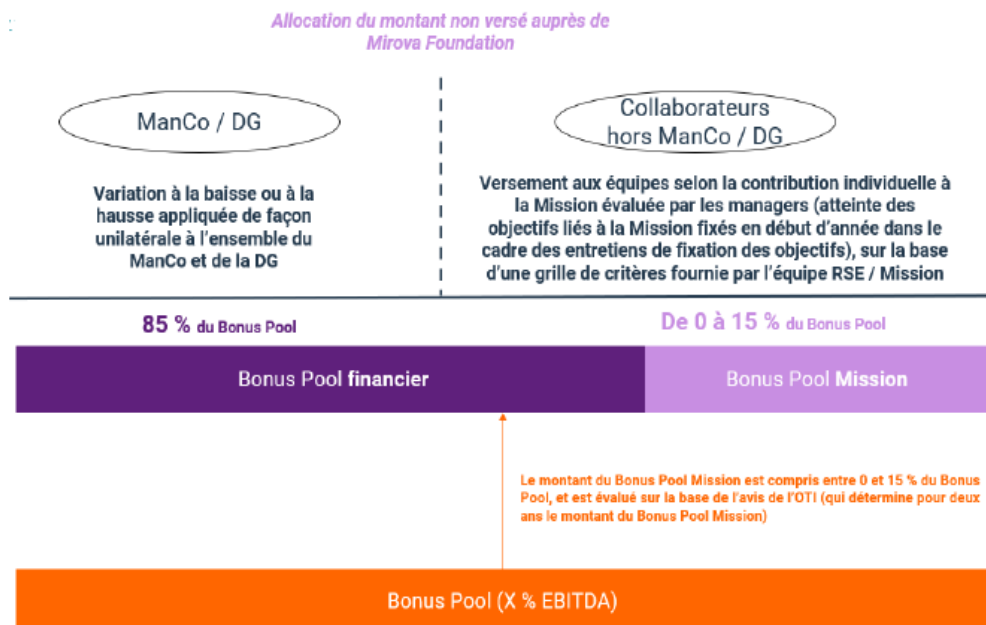 Allocation du montant non versé auprès de
Mirova Foundation
ManCo / DG
Variation à la baisse ou à la
hausse appliquée de façon
unilatérale à l'ensemble du
ManCo et de la DG
Collaborateurs
hors ManCo / DG
Versement aux équipes selon la contribution individuelle à
la Mission évaluée par les managers (atteinte des
objectifs liés à la Mission fixés en début d'année dans le
cadre des entretiens de fixation des objectifs), sur la base
d'une grille de critères fournie par l'équipe RSE / Mission
85 % du Bonus Pool
De 0 à 15 % du Bonus Pool
Bonus Pool financier
Bonus Pool Mission
Le montant du Bonus Pool Mission est compris entre 0 et 15 % du Bonus
Pool, et est évalué sur la base de l'avis de l'OTI (qui détermine pour deux
ans le montant du Bonus Pool Mission)
Bonus Pool (X % EBITDA)